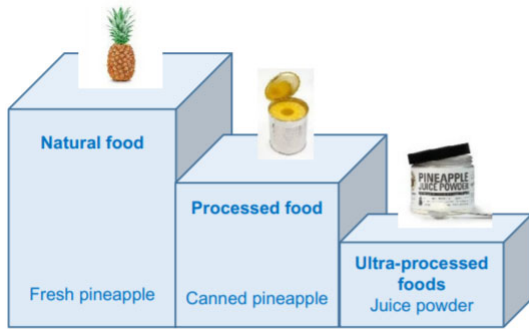 Natural food
Fresh pineapple
Processed food
Canned pineapple
PINEAPPLE
JUICE POWDER
Ultra-processed
foods
Juice powder